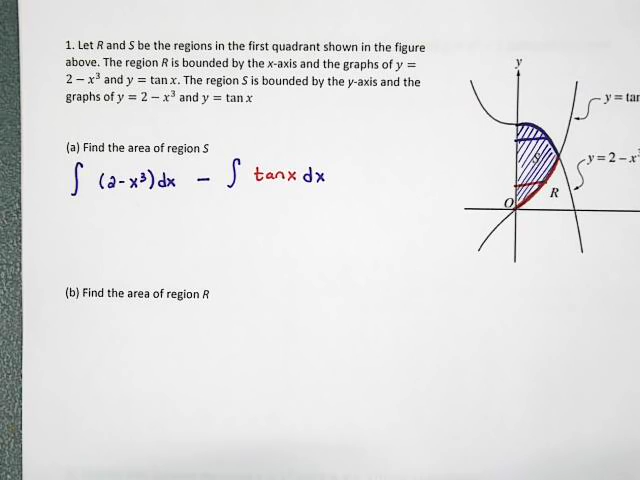 1. Let R and S be the regions in the first quadrant shown in the figure
above. The region R is bounded by the x-axis and the graphs of y =
2 − x³ and y = tan x. The region S is bounded by the y-axis and the
graphs of y = 2 − x³ and y = tan x
(a) Find the area of region S
∫ (2-x³)dx − ∫ tanx dx
(b) Find the area of region R
y
y = tan
S
y = 2 − x³
R
O